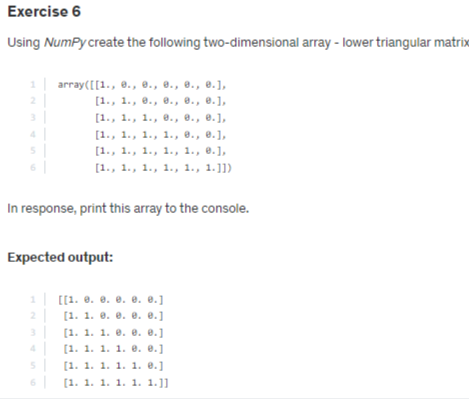 Exercise 6
Using NumPy create the following two-dimensional array - lower triangular matrix
1 array([[1., 0., 0., 0., 0., 0.],
2 [1., 1., 0., 0., 0., 0.],
3 [1., 1., 1., 0., 0., 0.],
4 [1., 1., 1., 1., 0., 0.],
5 [1., 1., 1., 1., 1., 0.],
6 [1., 1., 1., 1., 1., 1.]])
In response, print this array to the console.
Expected output:
1 [[1. 0. 0. 0. 0. 0.]
2 [1. 1. 0. 0. 0. 0.]
3 [1. 1. 1. 0. 0. 0.]
4 [1. 1. 1. 1. 0. 0.]
5 [1. 1. 1. 1. 1. 0.]
6 [1. 1. 1. 1. 1. 1.]]